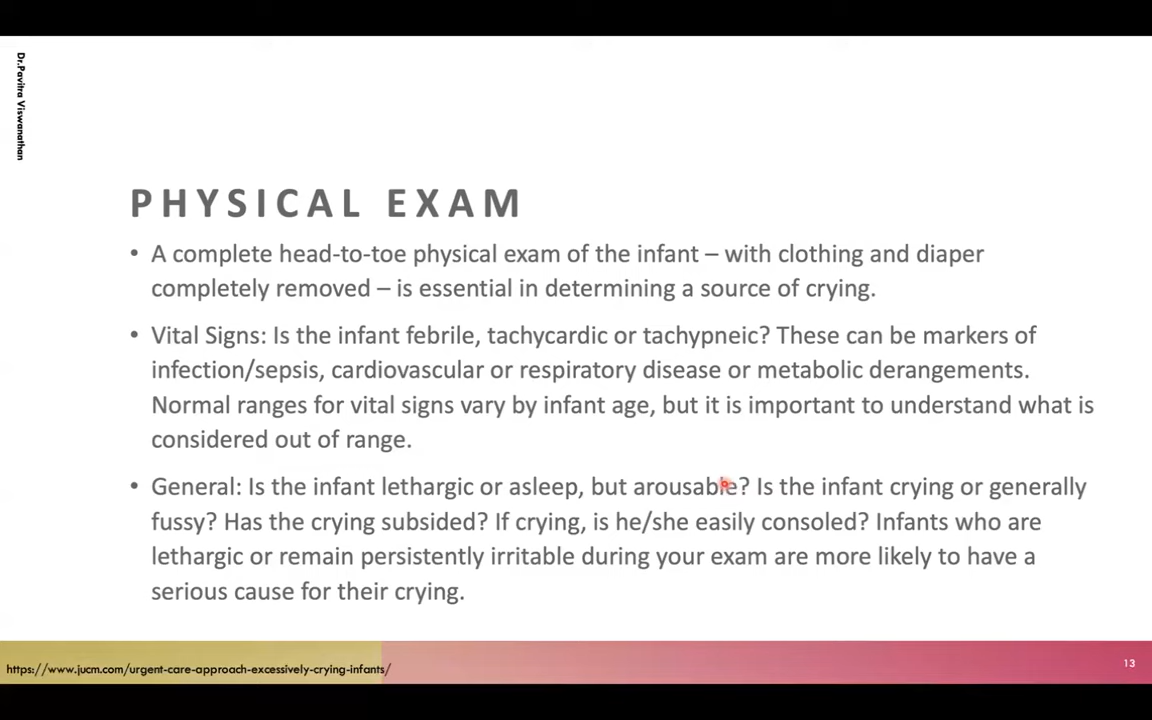 Dr.Pavitra Viswanathan
PHYSICAL EXAM
• A complete head-to-toe physical exam of the infant – with clothing and diaper
completely removed – is essential in determining a source of crying.
• Vital Signs: Is the infant febrile, tachycardic or tachypneic? These can be markers of
infection/sepsis, cardiovascular or respiratory disease or metabolic derangements.
Normal ranges for vital signs vary by infant age, but it is important to understand what is
considered out of range.
• General: Is the infant lethargic or asleep, but arousable? Is the infant crying or generally
fussy? Has the crying subsided? If crying, is he/she easily consoled? Infants who are
lethargic or remain persistently irritable during your exam are more likely to have a
serious cause for their crying.
https://www.jucm.com/urgent-care-approach-excessively-crying-infants/
13